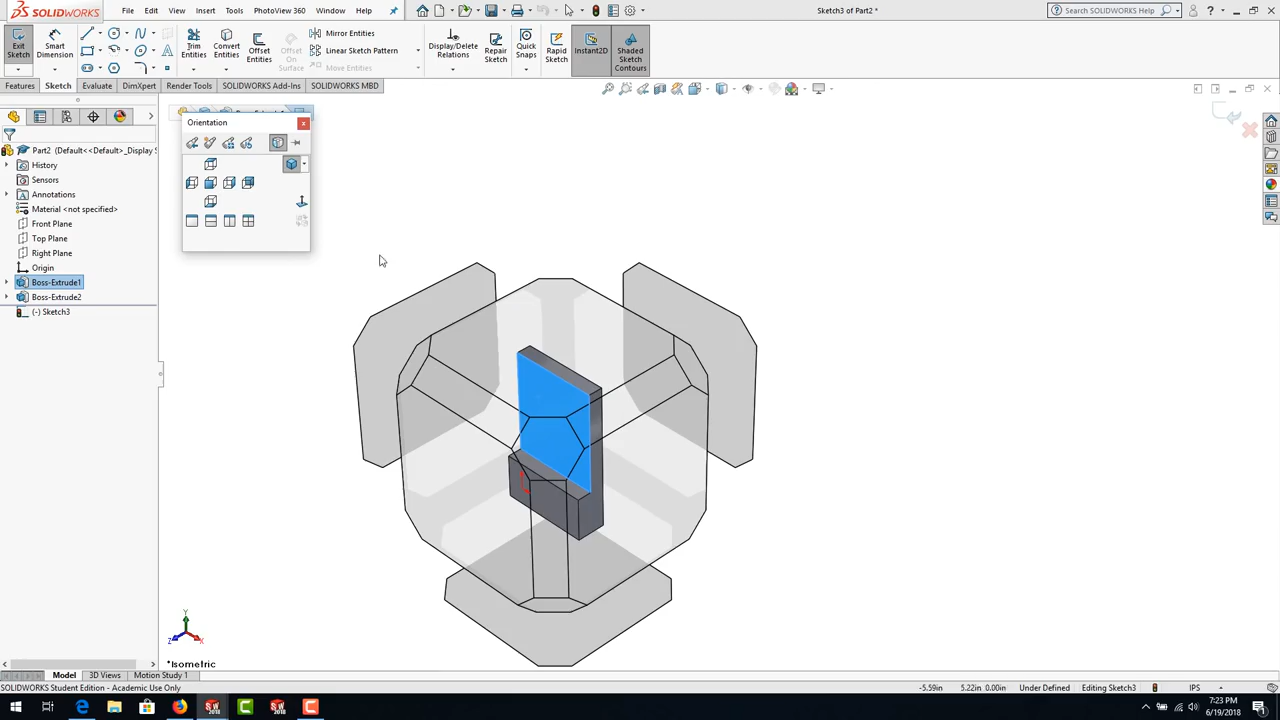 SOLIDWORKS File Edit View Insert Tools PhotoView 360 Window Help Sketch3 of Part2 * Search SOLIDWORKS Help
Exit Sketch Smart Dimension Trim Entities Convert Entities Offset Entities Offset On Surface Mirror Entities Linear Sketch Pattern Move Entities Display/Delete Relations Repair Sketch Quick Snaps Rapid Sketch Instant2D Shaded Sketch Contours
Features Sketch Evaluate DimXpert Render Tools SOLIDWORKS Add-Ins SOLIDWORKS MBD
Orientation
Part2 (Default<<Default>_Display S
History
Sensors
Annotations
Material <not specified>
Front Plane
Top Plane
Right Plane
Origin
Boss-Extrude1
Boss-Extrude2
(-) Sketch3
Y
Z X
*Isometric
Model 3D Views Motion Study 1
SOLIDWORKS Student Edition - Academic Use Only -5.59in 5.22in 0.00in Under Defined Editing Sketch3 IPS
7:23 PM
6/19/2018